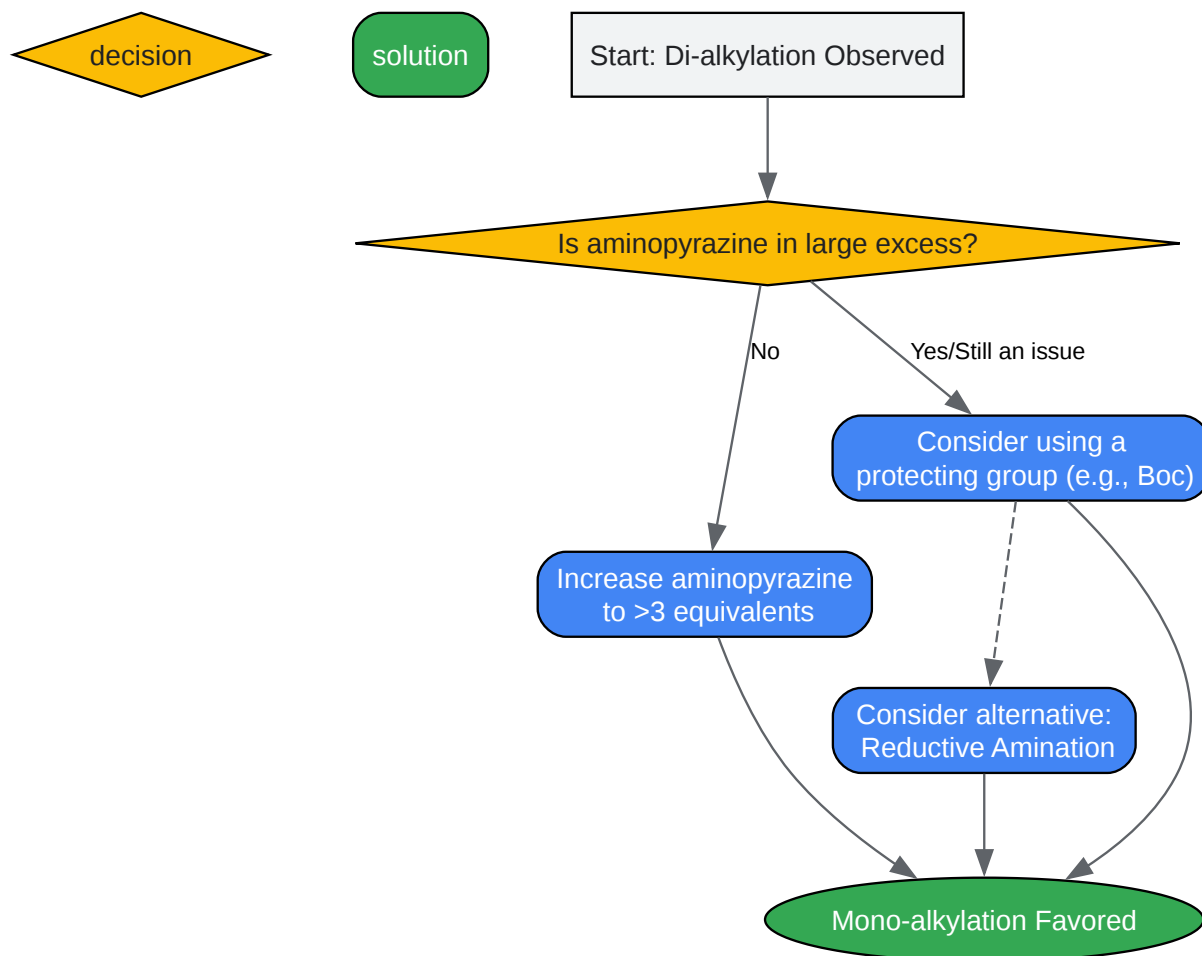 decision
solution
Start: Di-alkylation Observed
Is aminopyrazine in large excess?
No
Yes/Still an issue
Consider using a
protecting group (e.g., Boc)
Increase aminopyrazine
to >3 equivalents
Consider alternative:
Reductive Amination
Mono-alkylation Favored